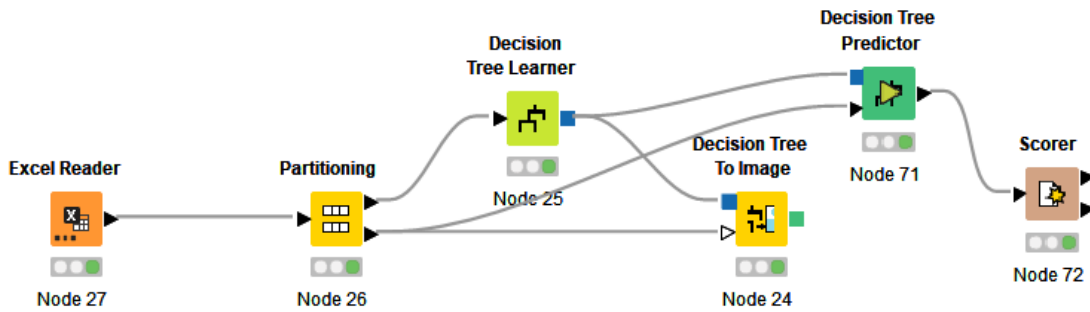 Decision Tree
Predictor
Decision
Tree Learner
Decision Tree
To Image
Scorer
Excel Reader
Partitioning
X
Node 25
Node 71
Node 72
Node 27
Node 26
Node 24